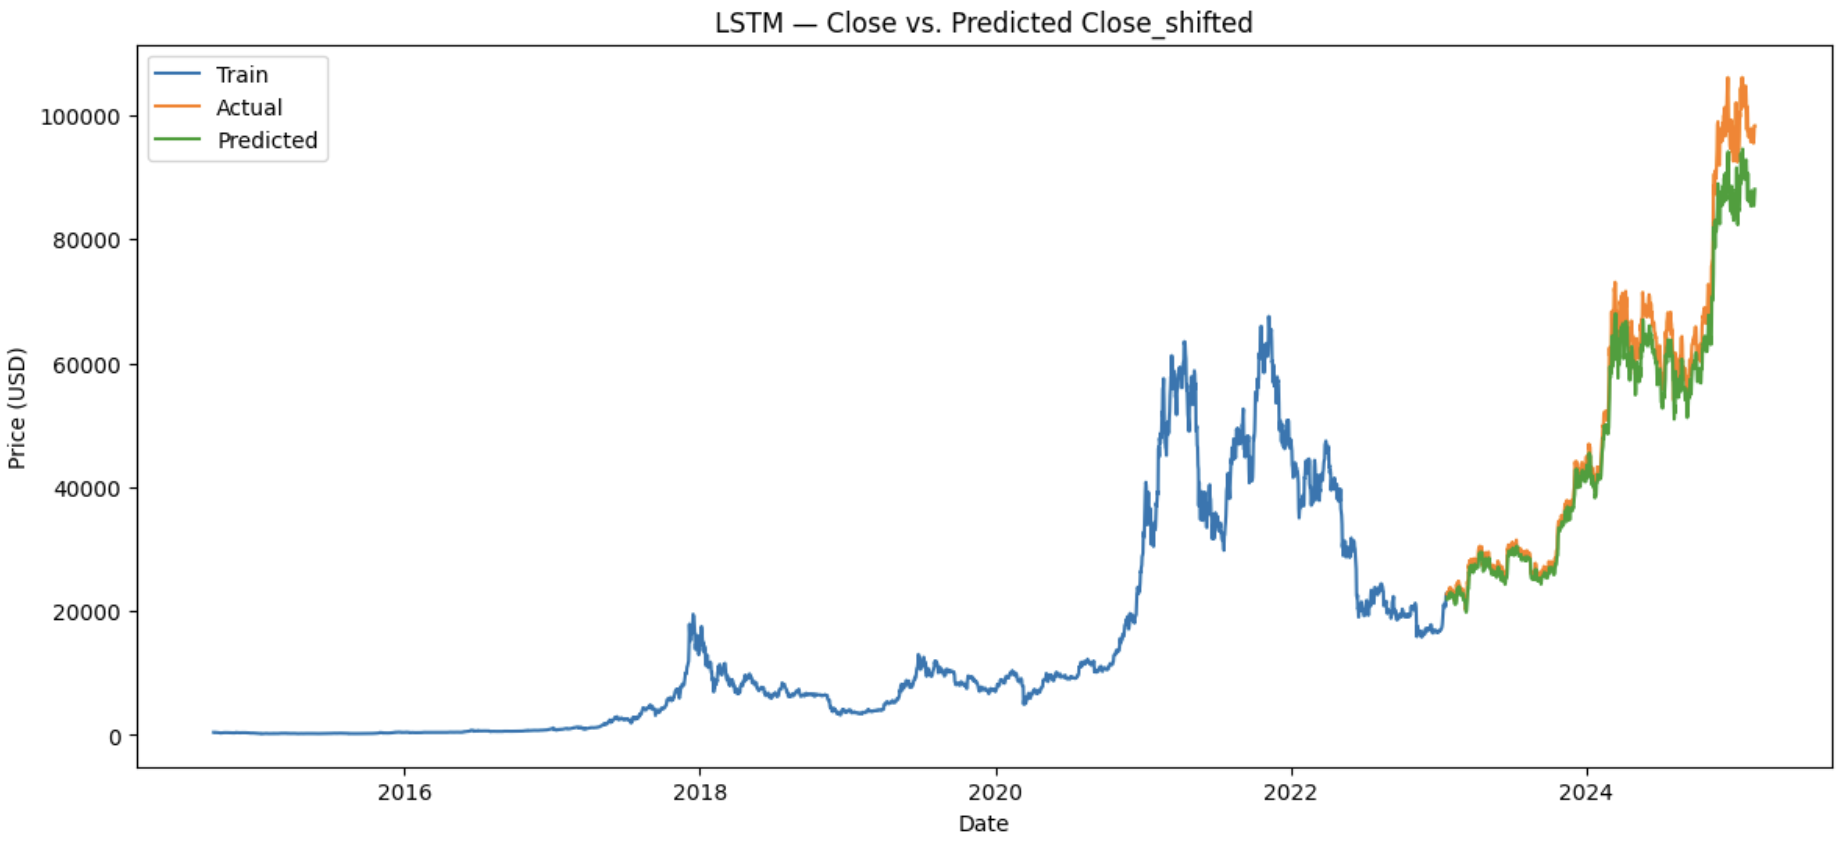 LSTM — Close vs. Predicted Close_shifted
Train
Actual
Predicted
100000
80000
60000
40000
20000
0
Price (USD)
2016
2018
2020
2022
2024
Date